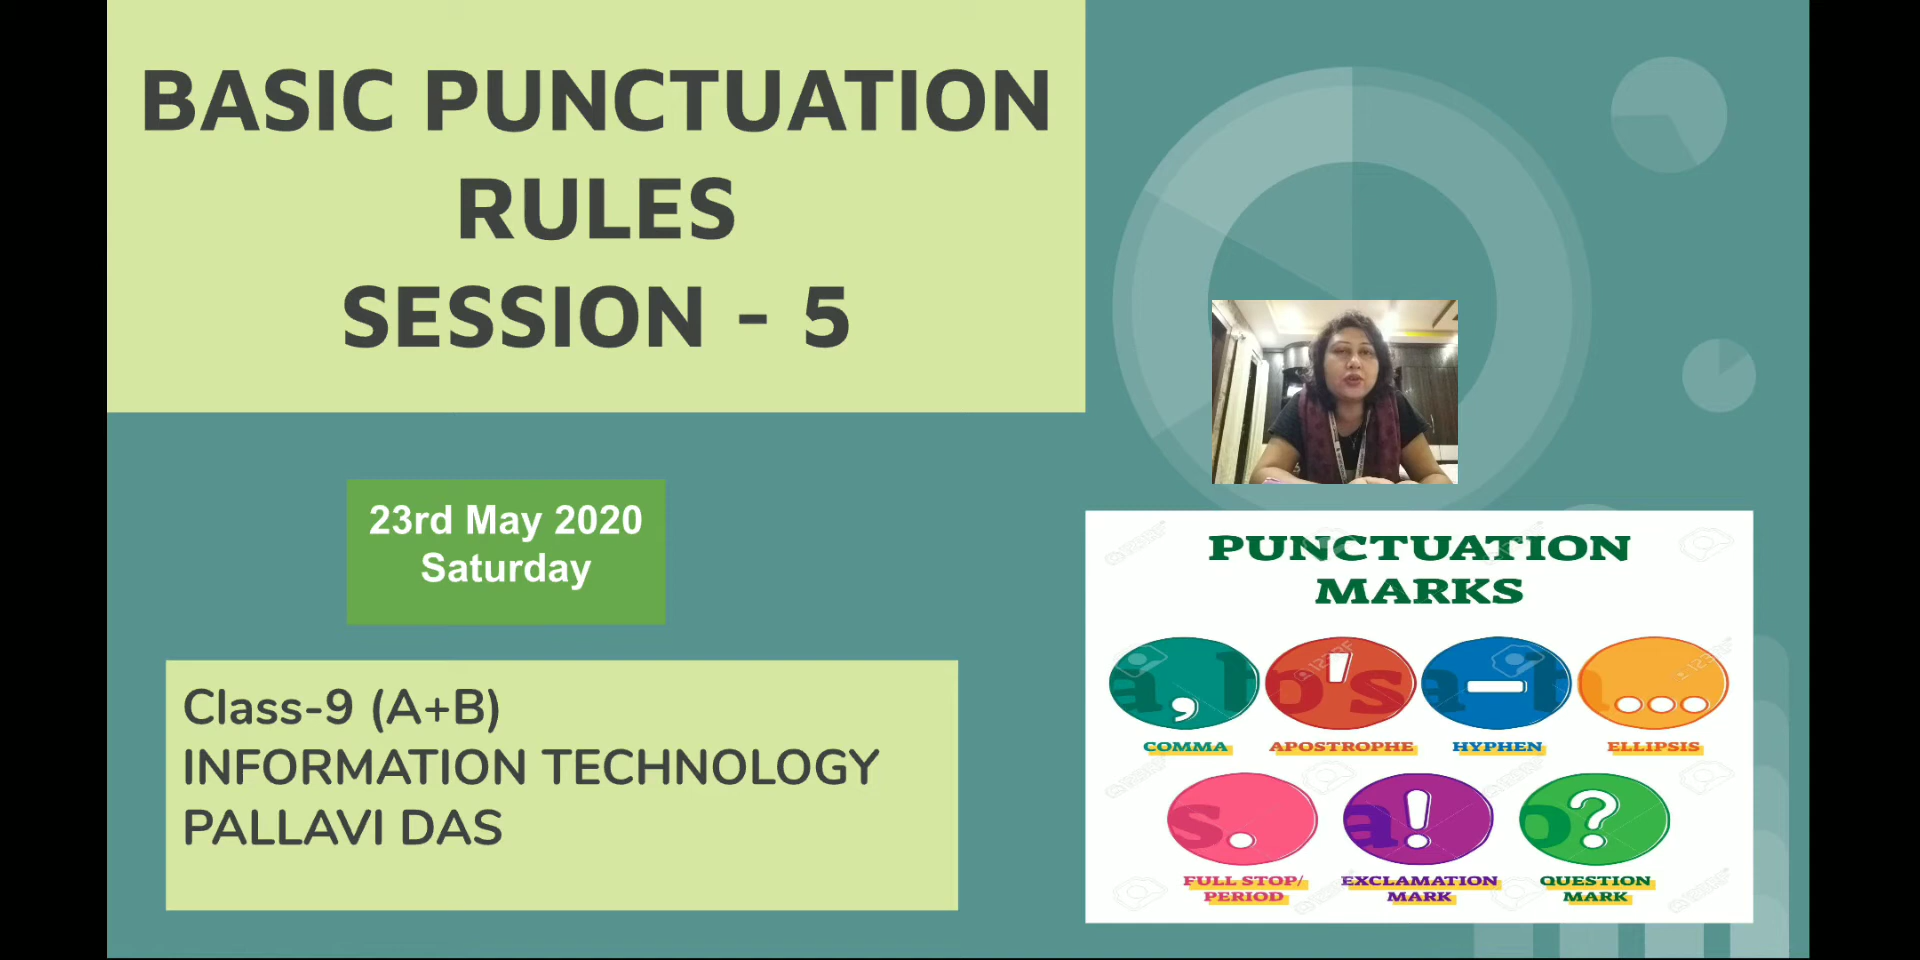 BASIC PUNCTUATION
RULES
SESSION - 5
23rd May 2020
Saturday
Class-9 (A+B)
INFORMATION TECHNOLOGY
PALLAVI DAS
PUNCTUATION
MARKS
COMMA
APOSTROPHE
HYPHEN
ELLIPSIS
FULL STOP/
PERIOD
EXCLAMATION
MARK
QUESTION
MARK